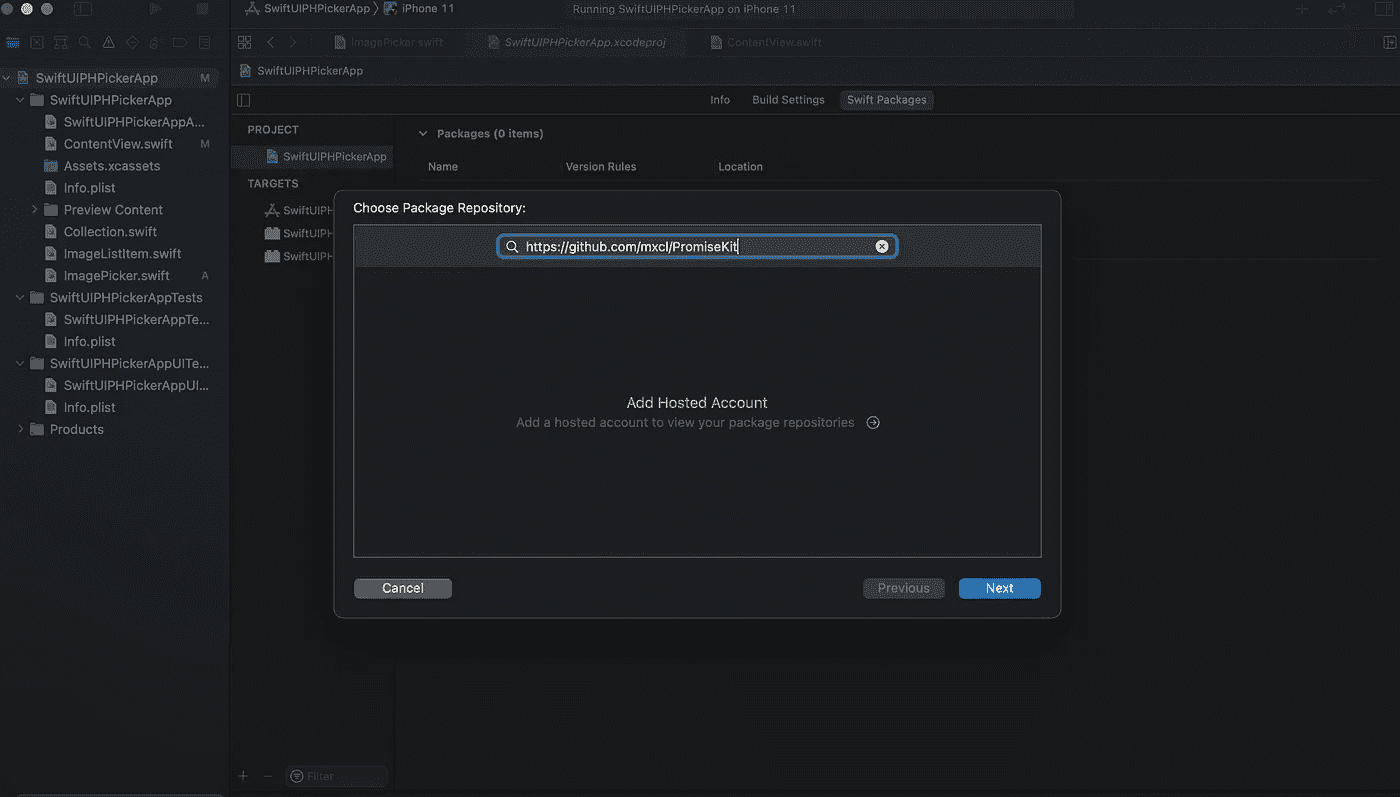 SwiftUIPHPickerApp
iPhone 11
Running SwiftUIPHPickerApp on iPhone 11
ImagePicker.swift
SwiftUIPHPickerApp.xcodeproj
ContentView.swift
SwiftUIPHPickerApp
SwiftUIPHPickerApp M
SwiftUIPHPickerApp
SwiftUIPHPickerAppA...
ContentView.swift M
Assets.xcassets
Info.plist
Preview Content
Collection.swift
ImageListItem.swift
ImagePicker.swift A
SwiftUIPHPickerAppTests
SwiftUIPHPickerAppTe...
Info.plist
SwiftUIPHPickerAppUITe...
SwiftUIPHPickerAppUI...
Info.plist
Products
Info
Build Settings
Swift Packages
PROJECT
SwiftUIPHPickerApp
TARGETS
SwiftUIPH
SwiftUIPH
SwiftUIPH
Packages (0 items)
Name
Version Rules
Location
Choose Package Repository:
https://github.com/mxcl/PromiseKit
Add Hosted Account
Add a hosted account to view your package repositories
Cancel
Previous
Next
Filter